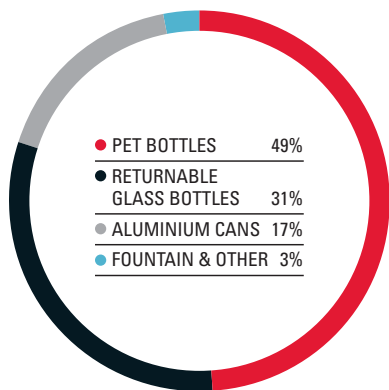 PET BOTTLES 49%
RETURNABLE
GLASS BOTTLES 31%
ALUMINIUM CANS 17%
FOUNTAIN & OTHER 3%